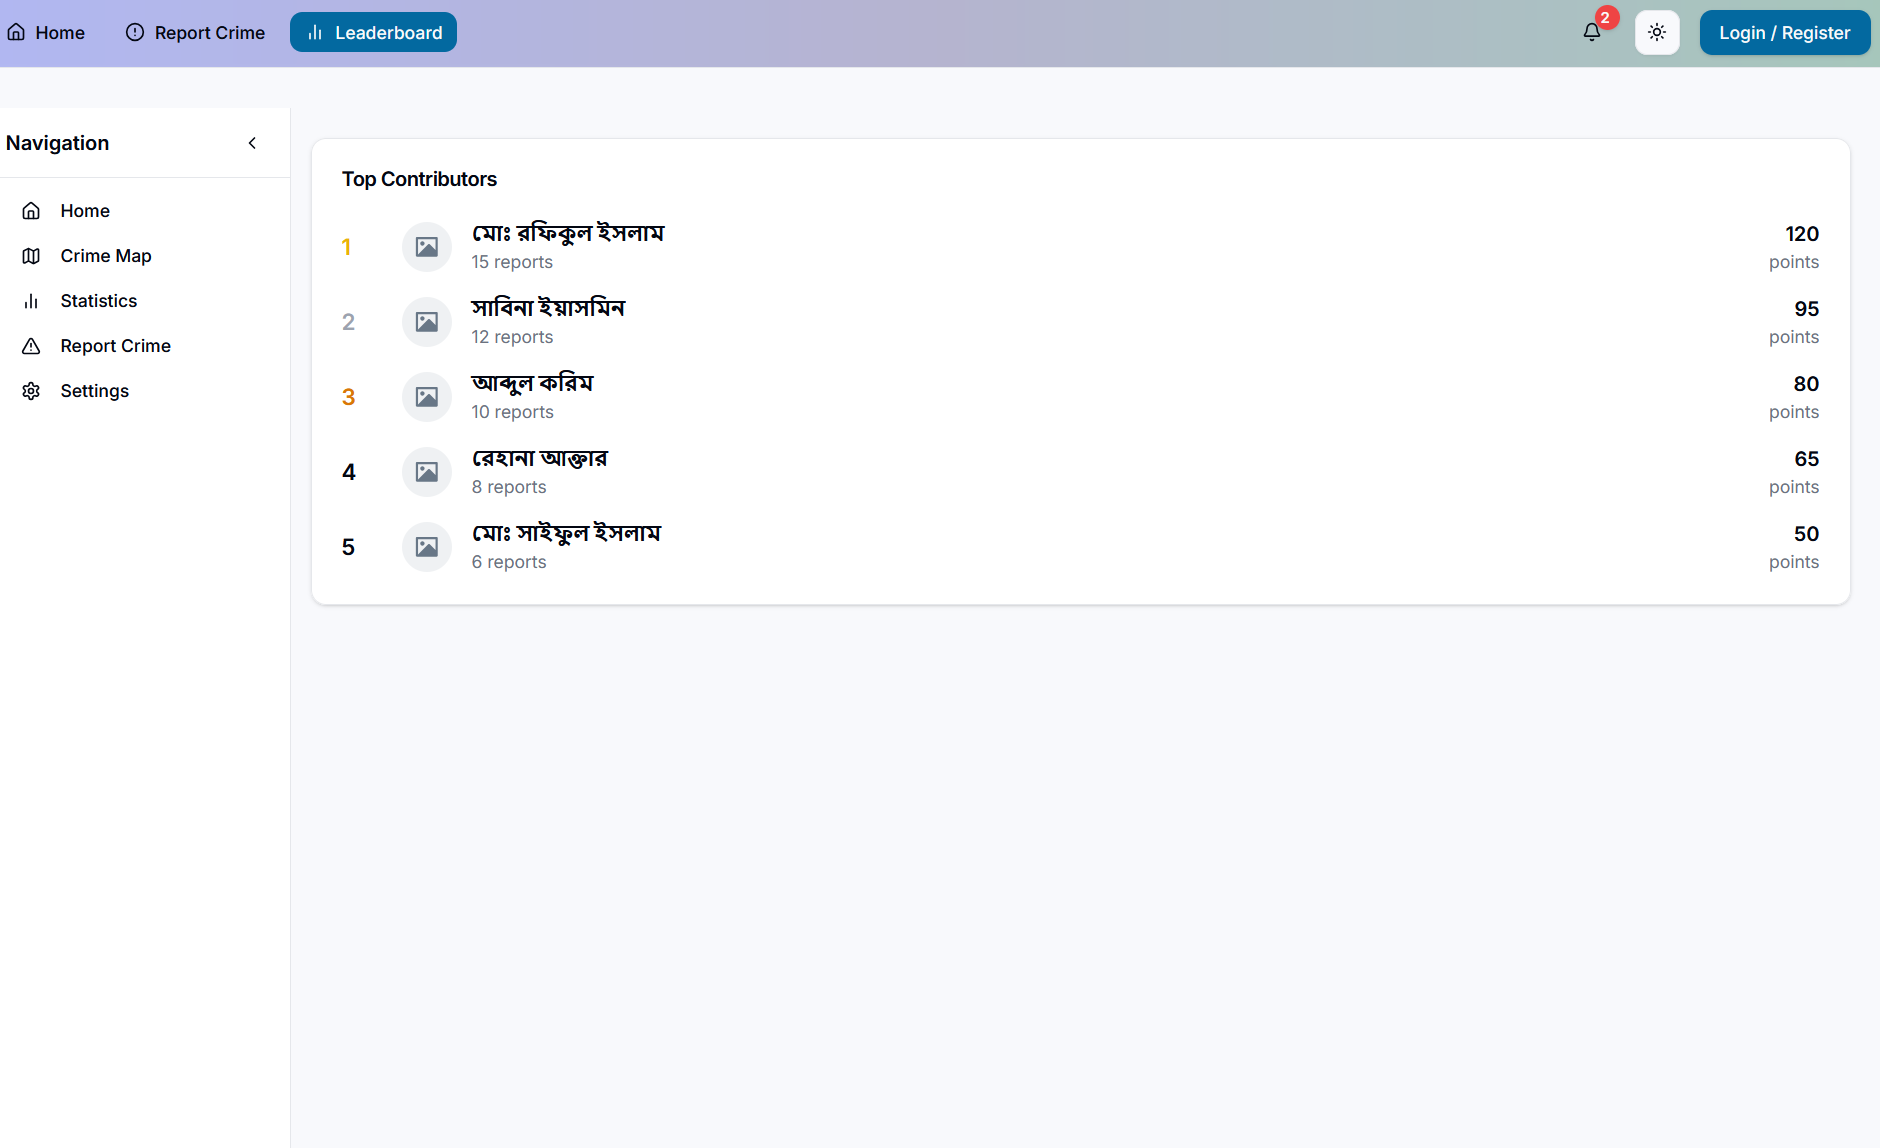 Home
Report Crime
Leaderboard
2
Login / Register
Navigation
Home
Crime Map
Statistics
Report Crime
Settings
Top Contributors
1
মোঃ রফিকুল ইসলাম
15 reports
120
points
2
সাবিনা ইয়াসমিন
12 reports
95
points
3
আব্দুল করিম
10 reports
80
points
4
রেহানা আক্তার
8 reports
65
points
5
মোঃ সাইফুল ইসলাম
6 reports
50
points